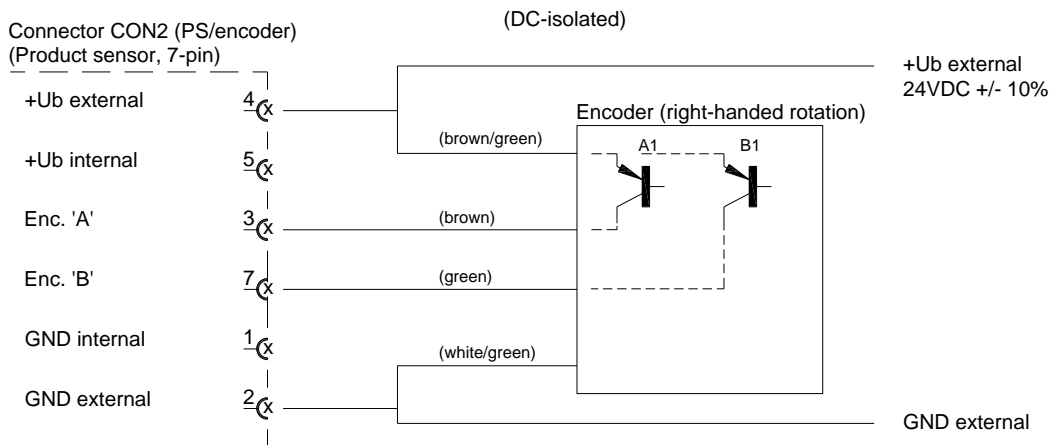 (DC-isolated)
Connector CON2 (PS/encoder)
(Product sensor, 7-pin)
+Ub external
24VDC +/- 10%
+Ub external
4
x
Encoder (right-handed rotation)
(brown/green)
A1
B1
+Ub internal
5
x
Enc. 'A'
3
x
(brown)
Enc. 'B'
7
x
(green)
GND internal
1
x
(white/green)
GND external
2
x
GND external